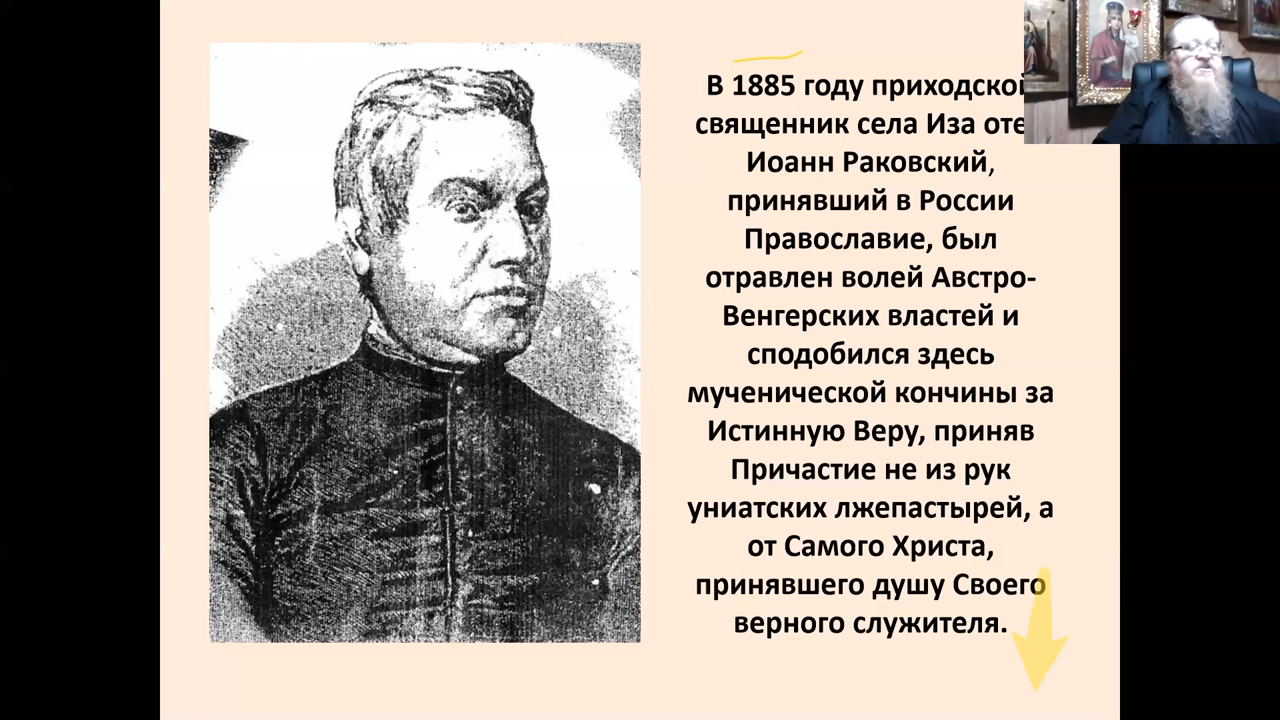 В 1885 году приходской
священник села Иза
Иоанн Раковский,
принявший в России
Православие, был
отравлен волей Австро-
Венгерских властей и
сподобился здесь
мученической кончины за
Истинную Веру, приняв
Причастие не из рук
униатских лжепастырей, а
от Самого Христа,
принявшего душу Своего
верного служителя.